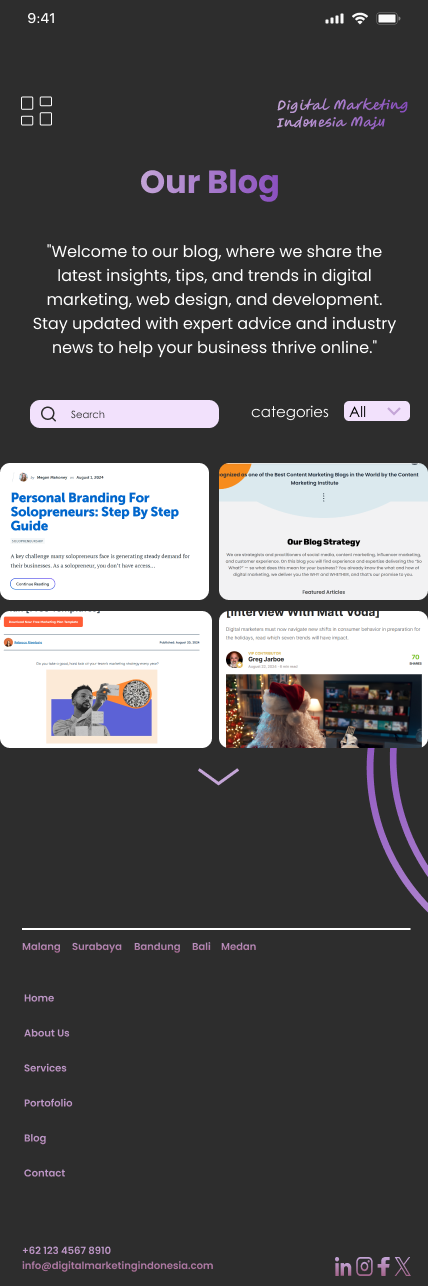 9:41
Digital Marketing
Indonesia Maju
Our Blog
"Welcome to our blog, where we share the
latest insights, tips, and trends in digital
marketing, web design, and development.
Stay updated with expert advice and industry
news to help your business thrive online."
Search
categories
All
by Megan Mahoney on August 1, 2024
Personal Branding For
Solopreneurs: Step By Step
Guide
A key challenge many solopreneurs face is generating steady demand for
their businesses. As a solopreneur, you don't have access...
Continue Reading
ognized as one of the Best Content Marketing Blogs in the World by the Content
Marketing Institute
Our Blog Strategy
We are strategists and practitioners of social media, content marketing, influencer marketing,
and customer experience. On this blog you will find experience and expertise delivering the "So
What?" — so what does this mean for your business? You already know the what and how of
digital marketing, we deliver you the WHY and WHETHER, and that's our promise to you.
Featured Articles
Published: August 20, 2024
Do you take a good, hard look at your team's marketing strategy every year?
[Interview With Matt Voda]
Digital marketers must now navigate new shifts in consumer behavior in preparation for
the holidays, read which seven trends will have impact.
VIP CONTRIBUTOR
Greg Jarboe
August 22, 2023 · 6 min read
70
SHARES
Malang Surabaya Bandung Bali Medan
Home
About Us
Services
Portofolio
Blog
Contact
+62 123 4567 8910
info@digitalmarketingindonesia.com